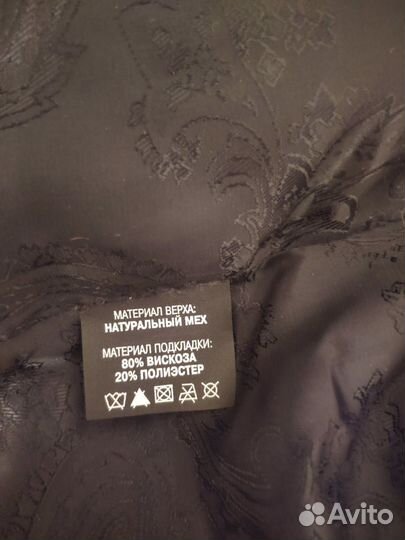 МАТЕРИАЛ ВЕРХА:
НАТУРАЛЬНЫЙ МЕХ
МАТЕРИАЛ ПОДКЛАДКИ:
80% ВИСКОЗА
20% ПОЛИЭСТЕР
Avito